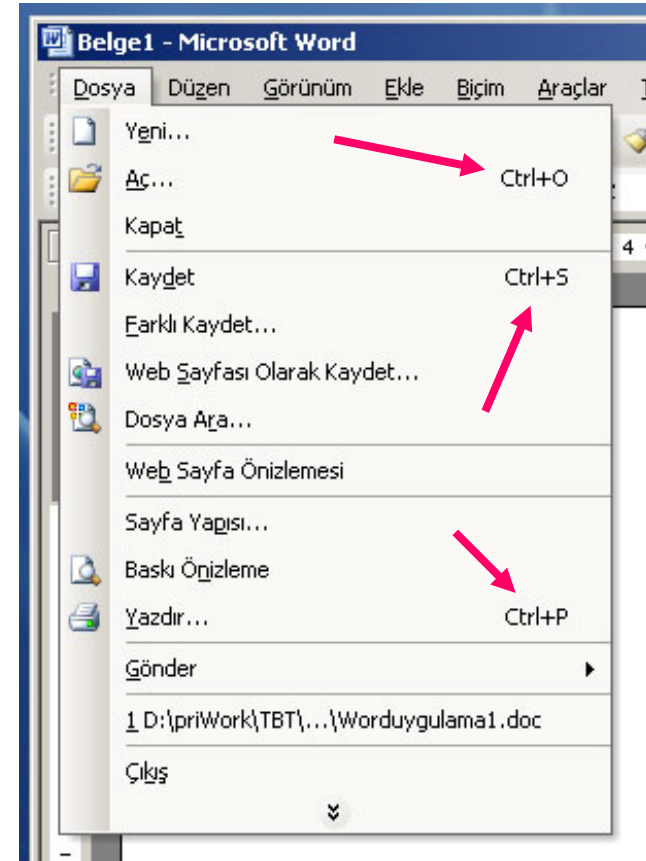 Belge1 - Microsoft Word
Dosya Düzen Görünüm Ekle Biçim Araçlar
Yeni...
Aç... Ctrl+O
Kapat
4
Kaydet Ctrl+S
Farklı Kaydet...
Web Sayfası Olarak Kaydet...
Dosya Ara...
Web Sayfa Önizlemesi
Sayfa Yapısı...
Baskı Önizleme
Yazdır... Ctrl+P
Gönder
1 D:\priWork\TBT\...\Worduygulama1.doc
Çıkış